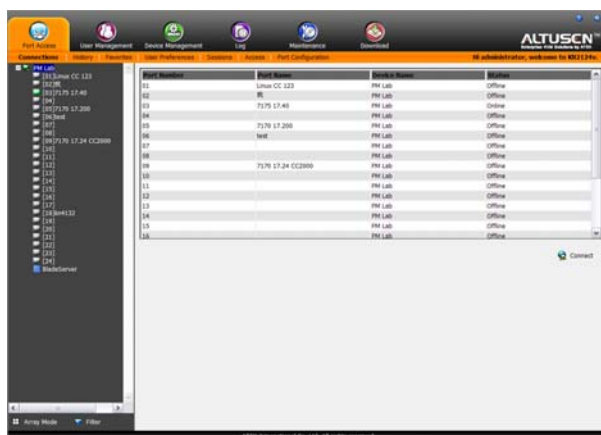 Port Access
User Management
Device Management
Log
Maintenance
Download
ALTUSCN™
Connections
History
Favorites
User Preferences
Sessions
Access
Port Configuration
Hi administrator, welcome to KN2124v.
PM Lab
[01]Linux CC 123
[02]
[03]7175 17.40
[04]
[05]7170 17.200
[06]test
[07]
[08]
[09]7170 17.24 CC2000
[10]
[11]
[12]
[13]
[14]
[15]
[16]
[17]
[18]kn4132
[19]
[20]
[21]
[22]
[23]
[24]
BladeServer
Port Number Port Name Device Name Status
01 Linux CC 123 PM Lab Offline
02 PM Lab Offline
03 7175 17.40 PM Lab Online
04 PM Lab Offline
05 7170 17.200 PM Lab Offline
06 test PM Lab Offline
07 PM Lab Offline
08 PM Lab Offline
09 7170 17.24 CC2000 PM Lab Offline
10 PM Lab Offline
11 PM Lab Offline
12 PM Lab Offline
13 PM Lab Offline
14 PM Lab Offline
15 PM Lab Offline
16 PM Lab Offline
Connect
Array Mode
Filter